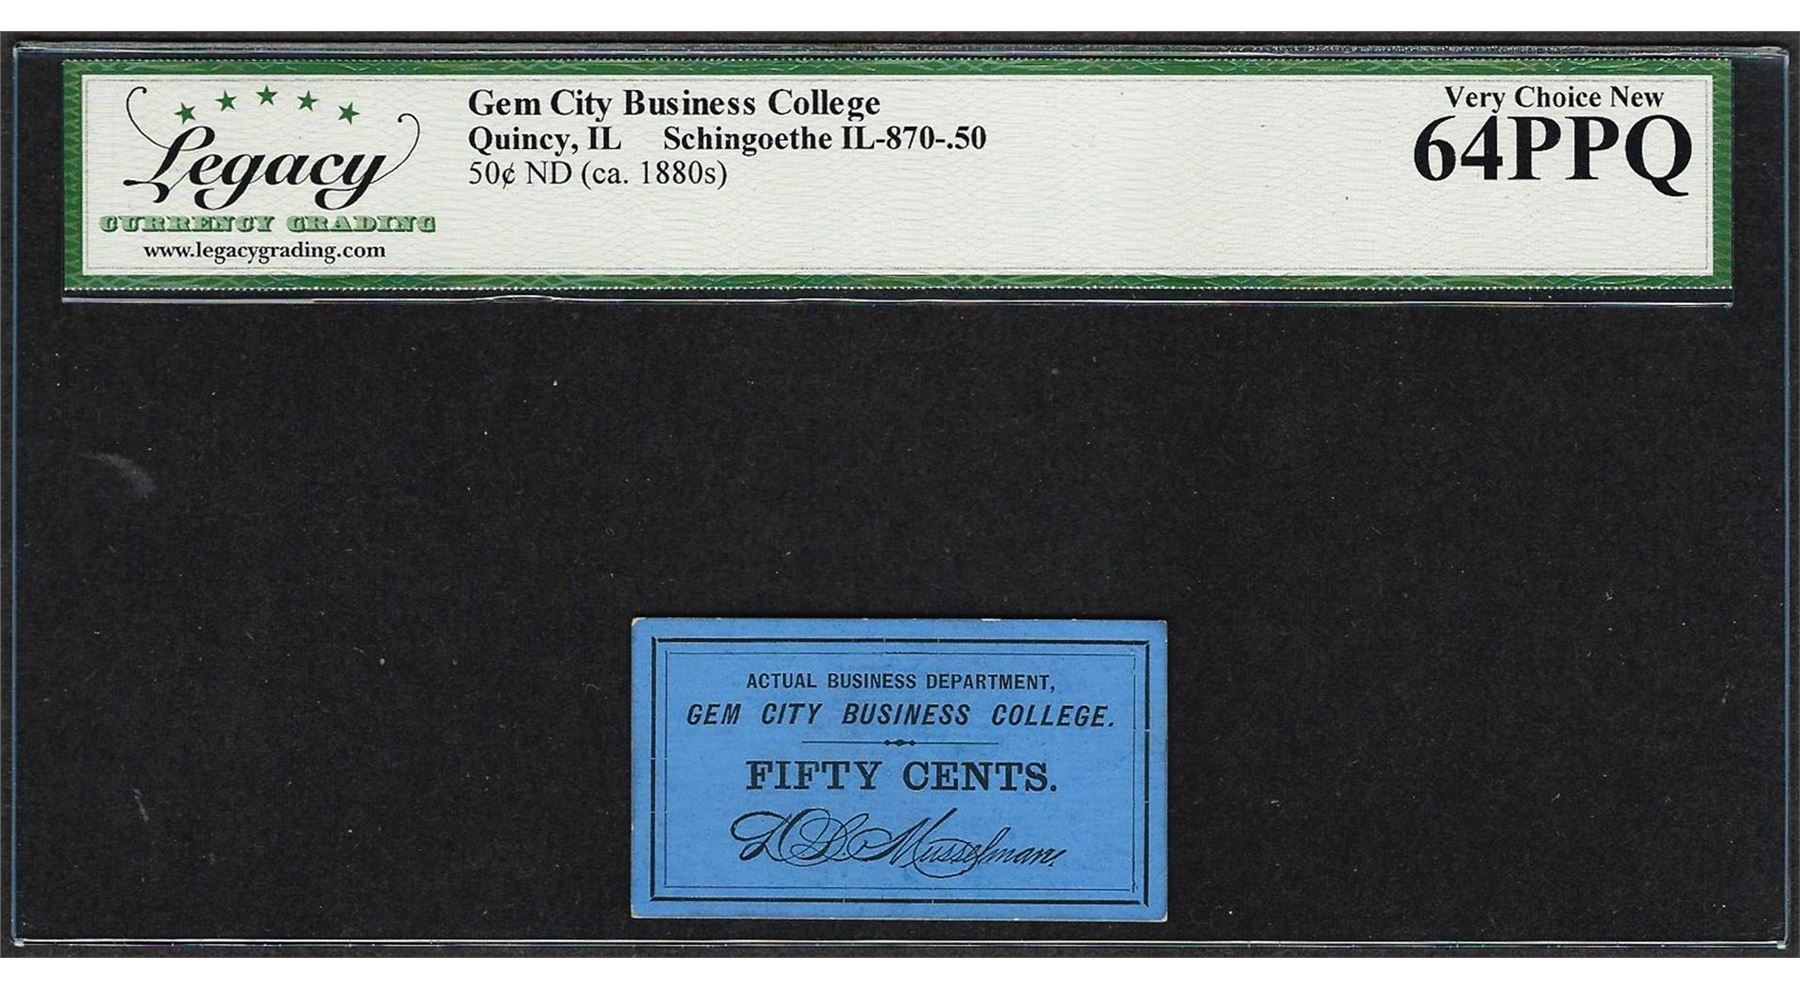 Legacy
CURRENCY GRADING
www.legacygrading.com
Gem City Business College
Quincy, IL Schingoethe IL-870-.50
50¢ ND (ca. 1880s)
Very Choice New
64PPQ
ACTUAL BUSINESS DEPARTMENT,
GEM CITY BUSINESS COLLEGE.
FIFTY CENTS.
D. L. Musselman